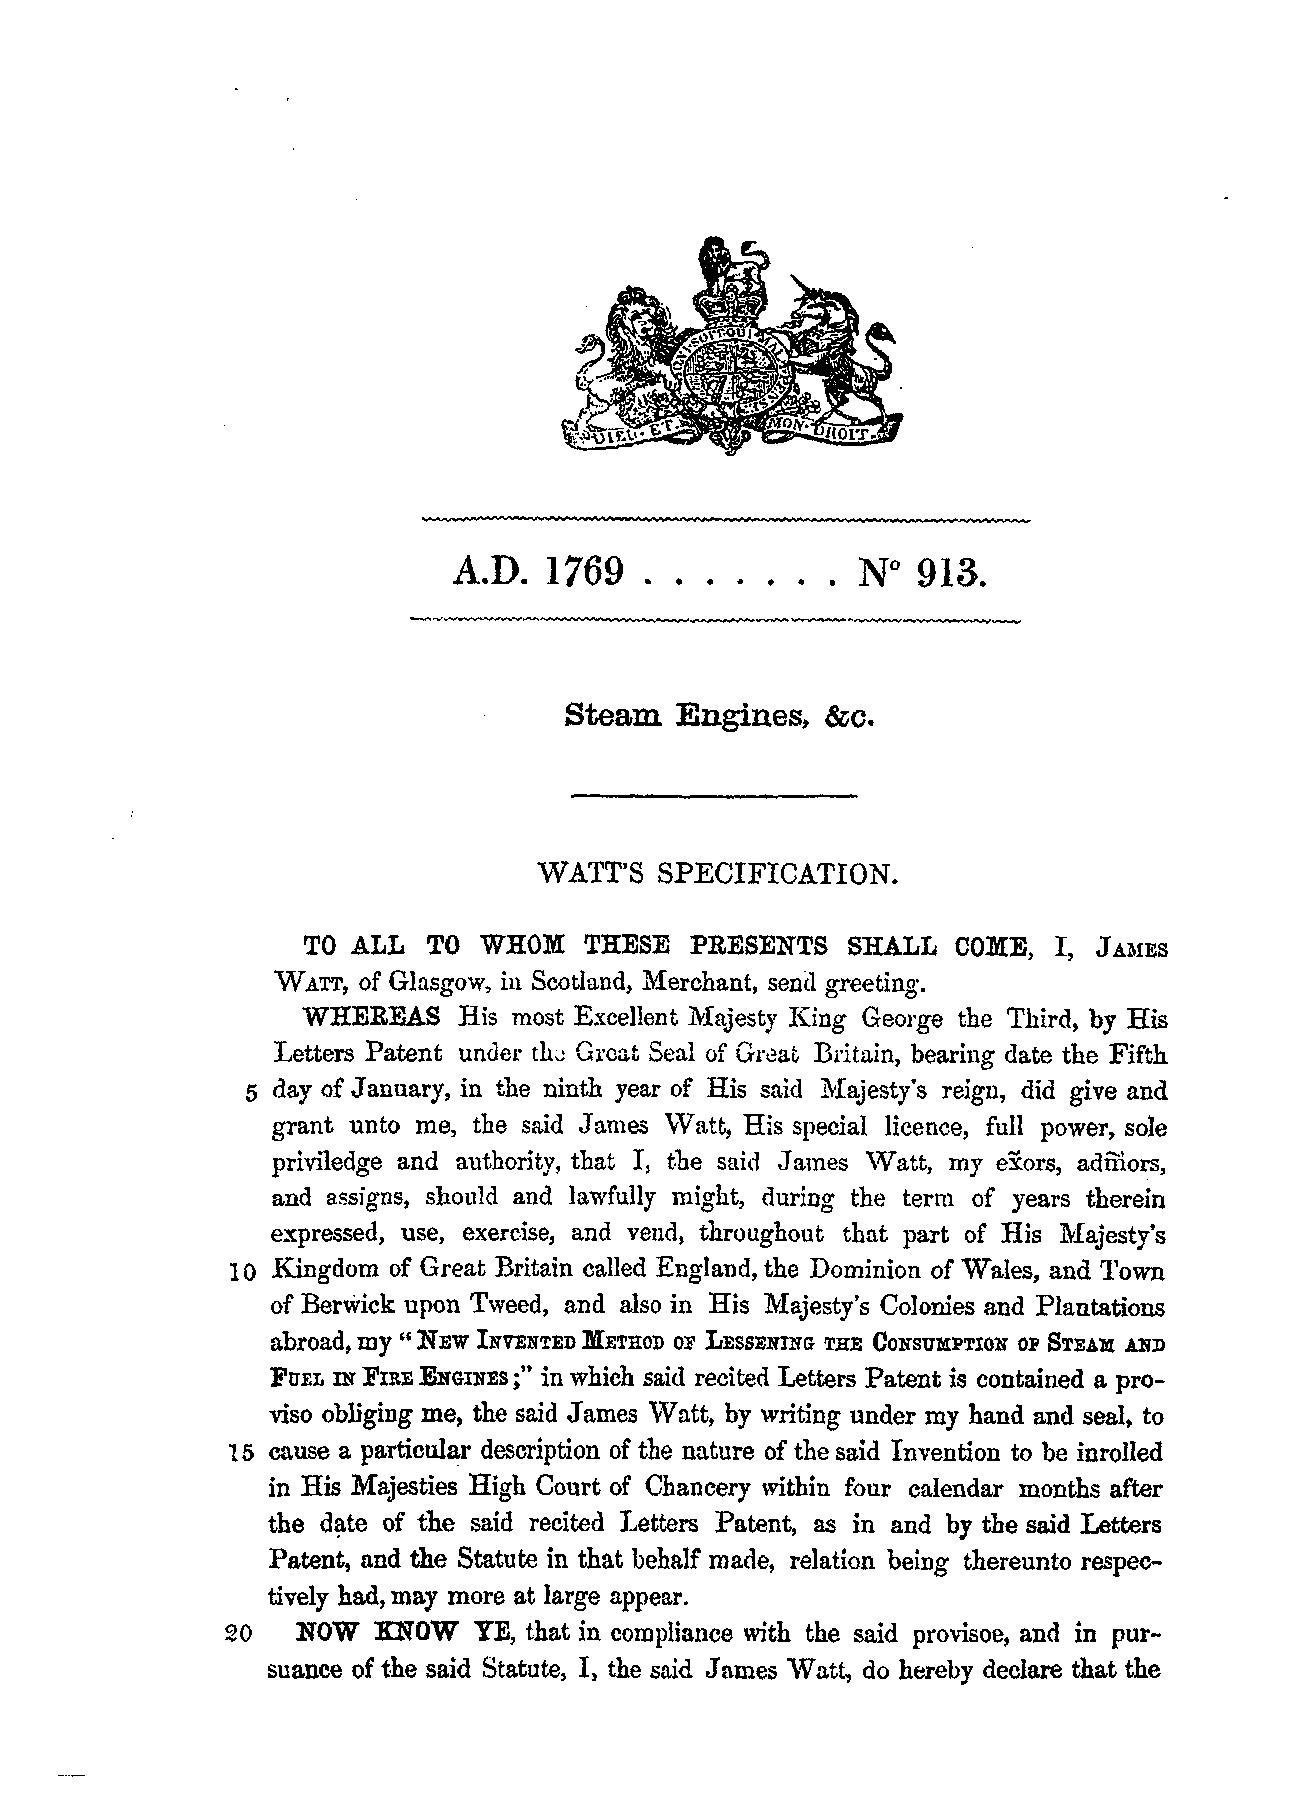 SOIT QUI MAL
DIEU ET MON DROIT
A.D. 1769 . . . . . . . Nº 913.
Steam Engines, &c.
WATT'S SPECIFICATION.
TO ALL TO WHOM THESE PRESENTS SHALL COME, I, JAMES
WATT, of Glasgow, in Scotland, Merchant, send greeting.
WHEREAS His most Excellent Majesty King George the Third, by His
Letters Patent under the Great Seal of Great Britain, bearing date the Fifth
5 day of January, in the ninth year of His said Majesty's reign, did give and
grant unto me, the said James Watt, His special licence, full power, sole
priviledge and authority, that I, the said James Watt, my ex̃ors, adm̃ors,
and assigns, should and lawfully might, during the term of years therein
expressed, use, exercise, and vend, throughout that part of His Majesty's
10 Kingdom of Great Britain called England, the Dominion of Wales, and Town
of Berwick upon Tweed, and also in His Majesty's Colonies and Plantations
abroad, my "NEW INVENTED METHOD OF LESSENING THE CONSUMPTION OF STEAM AND
FUEL IN FIRE ENGINES;" in which said recited Letters Patent is contained a pro-
viso obliging me, the said James Watt, by writing under my hand and seal, to
15 cause a particular description of the nature of the said Invention to be inrolled
in His Majesties High Court of Chancery within four calendar months after
the date of the said recited Letters Patent, as in and by the said Letters
Patent, and the Statute in that behalf made, relation being thereunto respec-
tively had, may more at large appear.
20 NOW KNOW YE, that in compliance with the said provisoe, and in pur-
suance of the said Statute, I, the said James Watt, do hereby declare that the